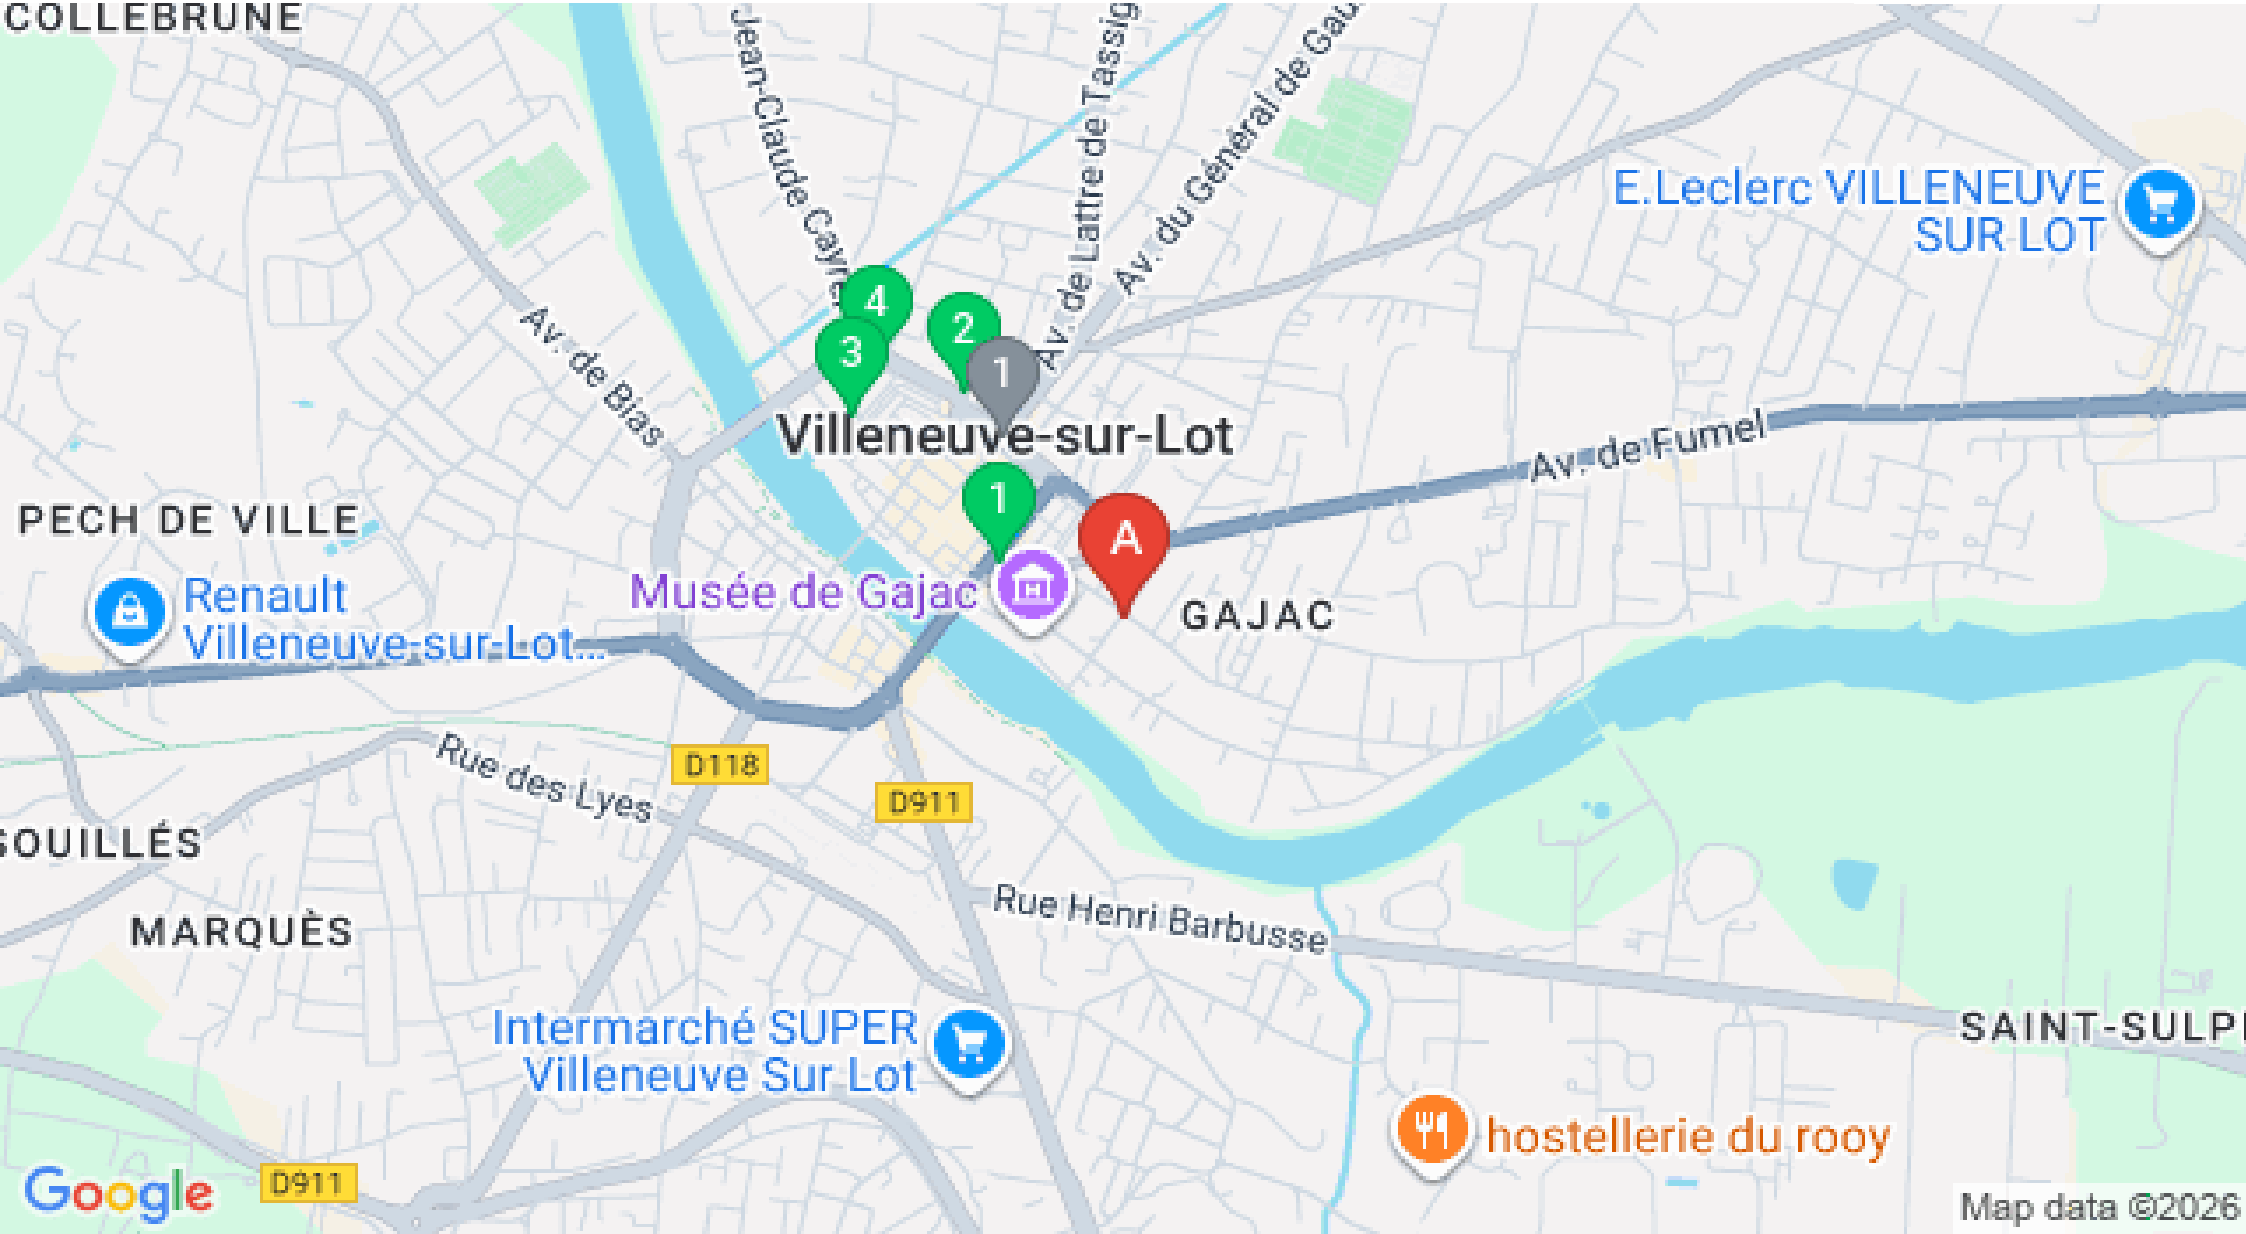 COLLEBRUNE
Jean-Claude Cayre
Av. de Lattre de Tassig
Av. du Général de Gau
E.Leclerc VILLENEUVE
SUR LOT
4
2
3
1
Av. de Bias
Villeneuve-sur-Lot
Av. de Fumel
PECH DE VILLE
1
A
Renault
Villeneuve-sur-Lot...
Musée de Gajac
GAJAC
Rue des Lyes
D118
D911
SOUILLÉS
MARQUÈS
Rue Henri Barbusse
Intermarché SUPER
Villeneuve Sur Lot
SAINT-SULPI
hostellerie du rooy
Google
D911
Map data ©2026